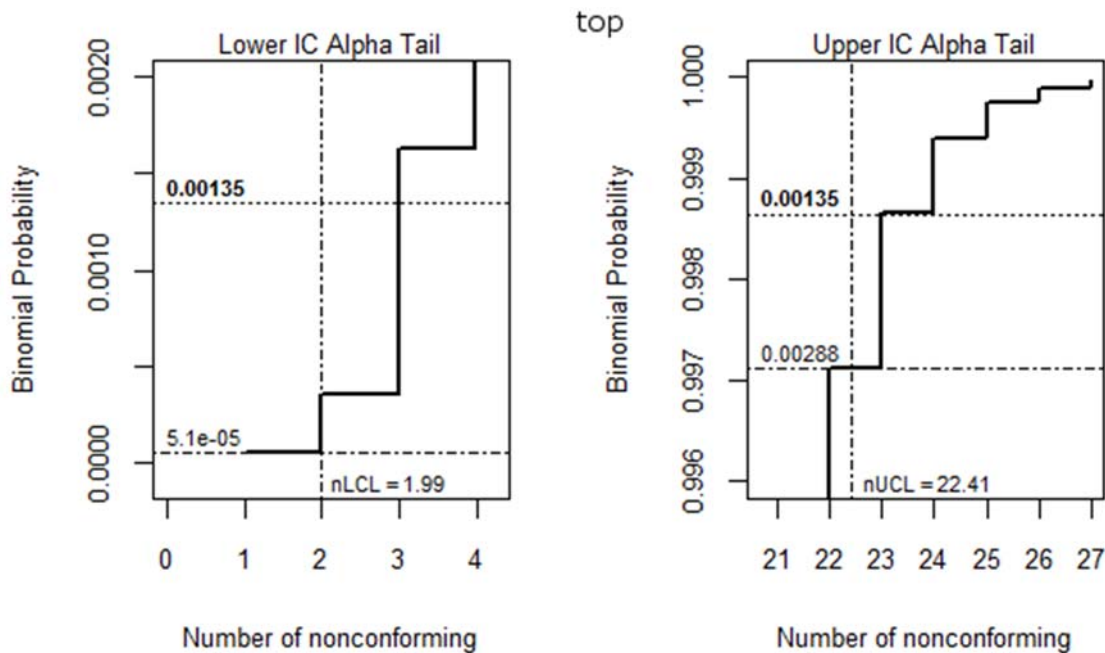 top
Lower IC Alpha Tail
Binomial Probability
0.0020
0.0010
0.0000
0.00135
5.1e-05
nLCL = 1.99
0 1 2 3 4
Number of nonconforming
Upper IC Alpha Tail
Binomial Probability
1.000
0.999
0.998
0.997
0.996
0.00135
0.00288
nUCL = 22.41
21 22 23 24 25 26 27
Number of nonconforming